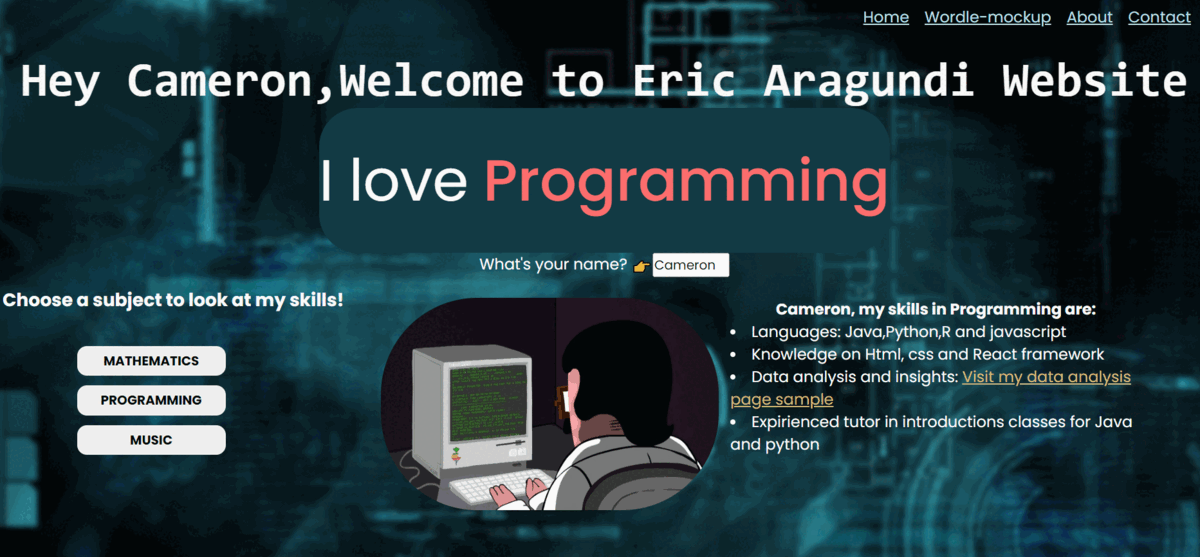 Home Wordle-mockup About Contact
Hey Cameron,Welcome to Eric Aragundi Website
I love Programming
What's your name? 👉 Cameron
Choose a subject to look at my skills!
MATHEMATICS
PROGRAMMING
MUSIC
Cameron, my skills in Programming are:
• Languages: Java,Python,R and javascript
• Knowledge on Html, css and React framework
• Data analysis and insights: Visit my data analysis
page sample
• Expirienced tutor in introductions classes for Java
and python